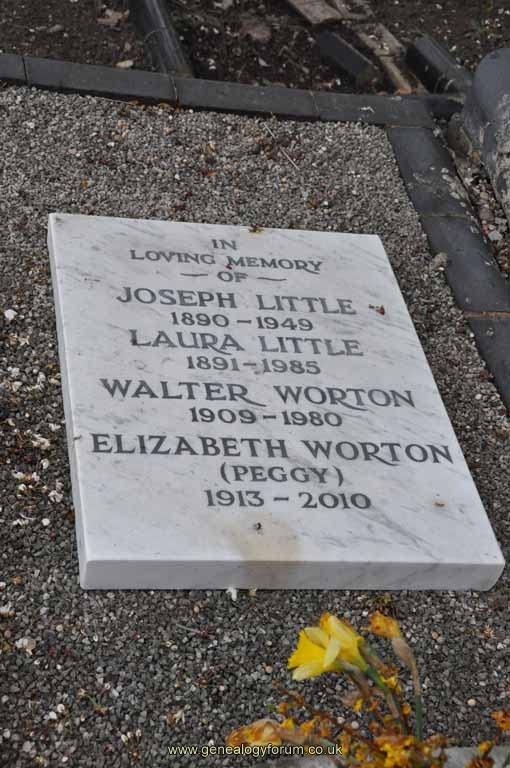 IN
LOVING MEMORY
– OF –
JOSEPH LITTLE
1890 – 1949
LAURA LITTLE
1891 – 1985
WALTER WORTON
1909 – 1980
ELIZABETH WORTON
(PEGGY)
1913 – 2010
www.genealogyforum.co.uk